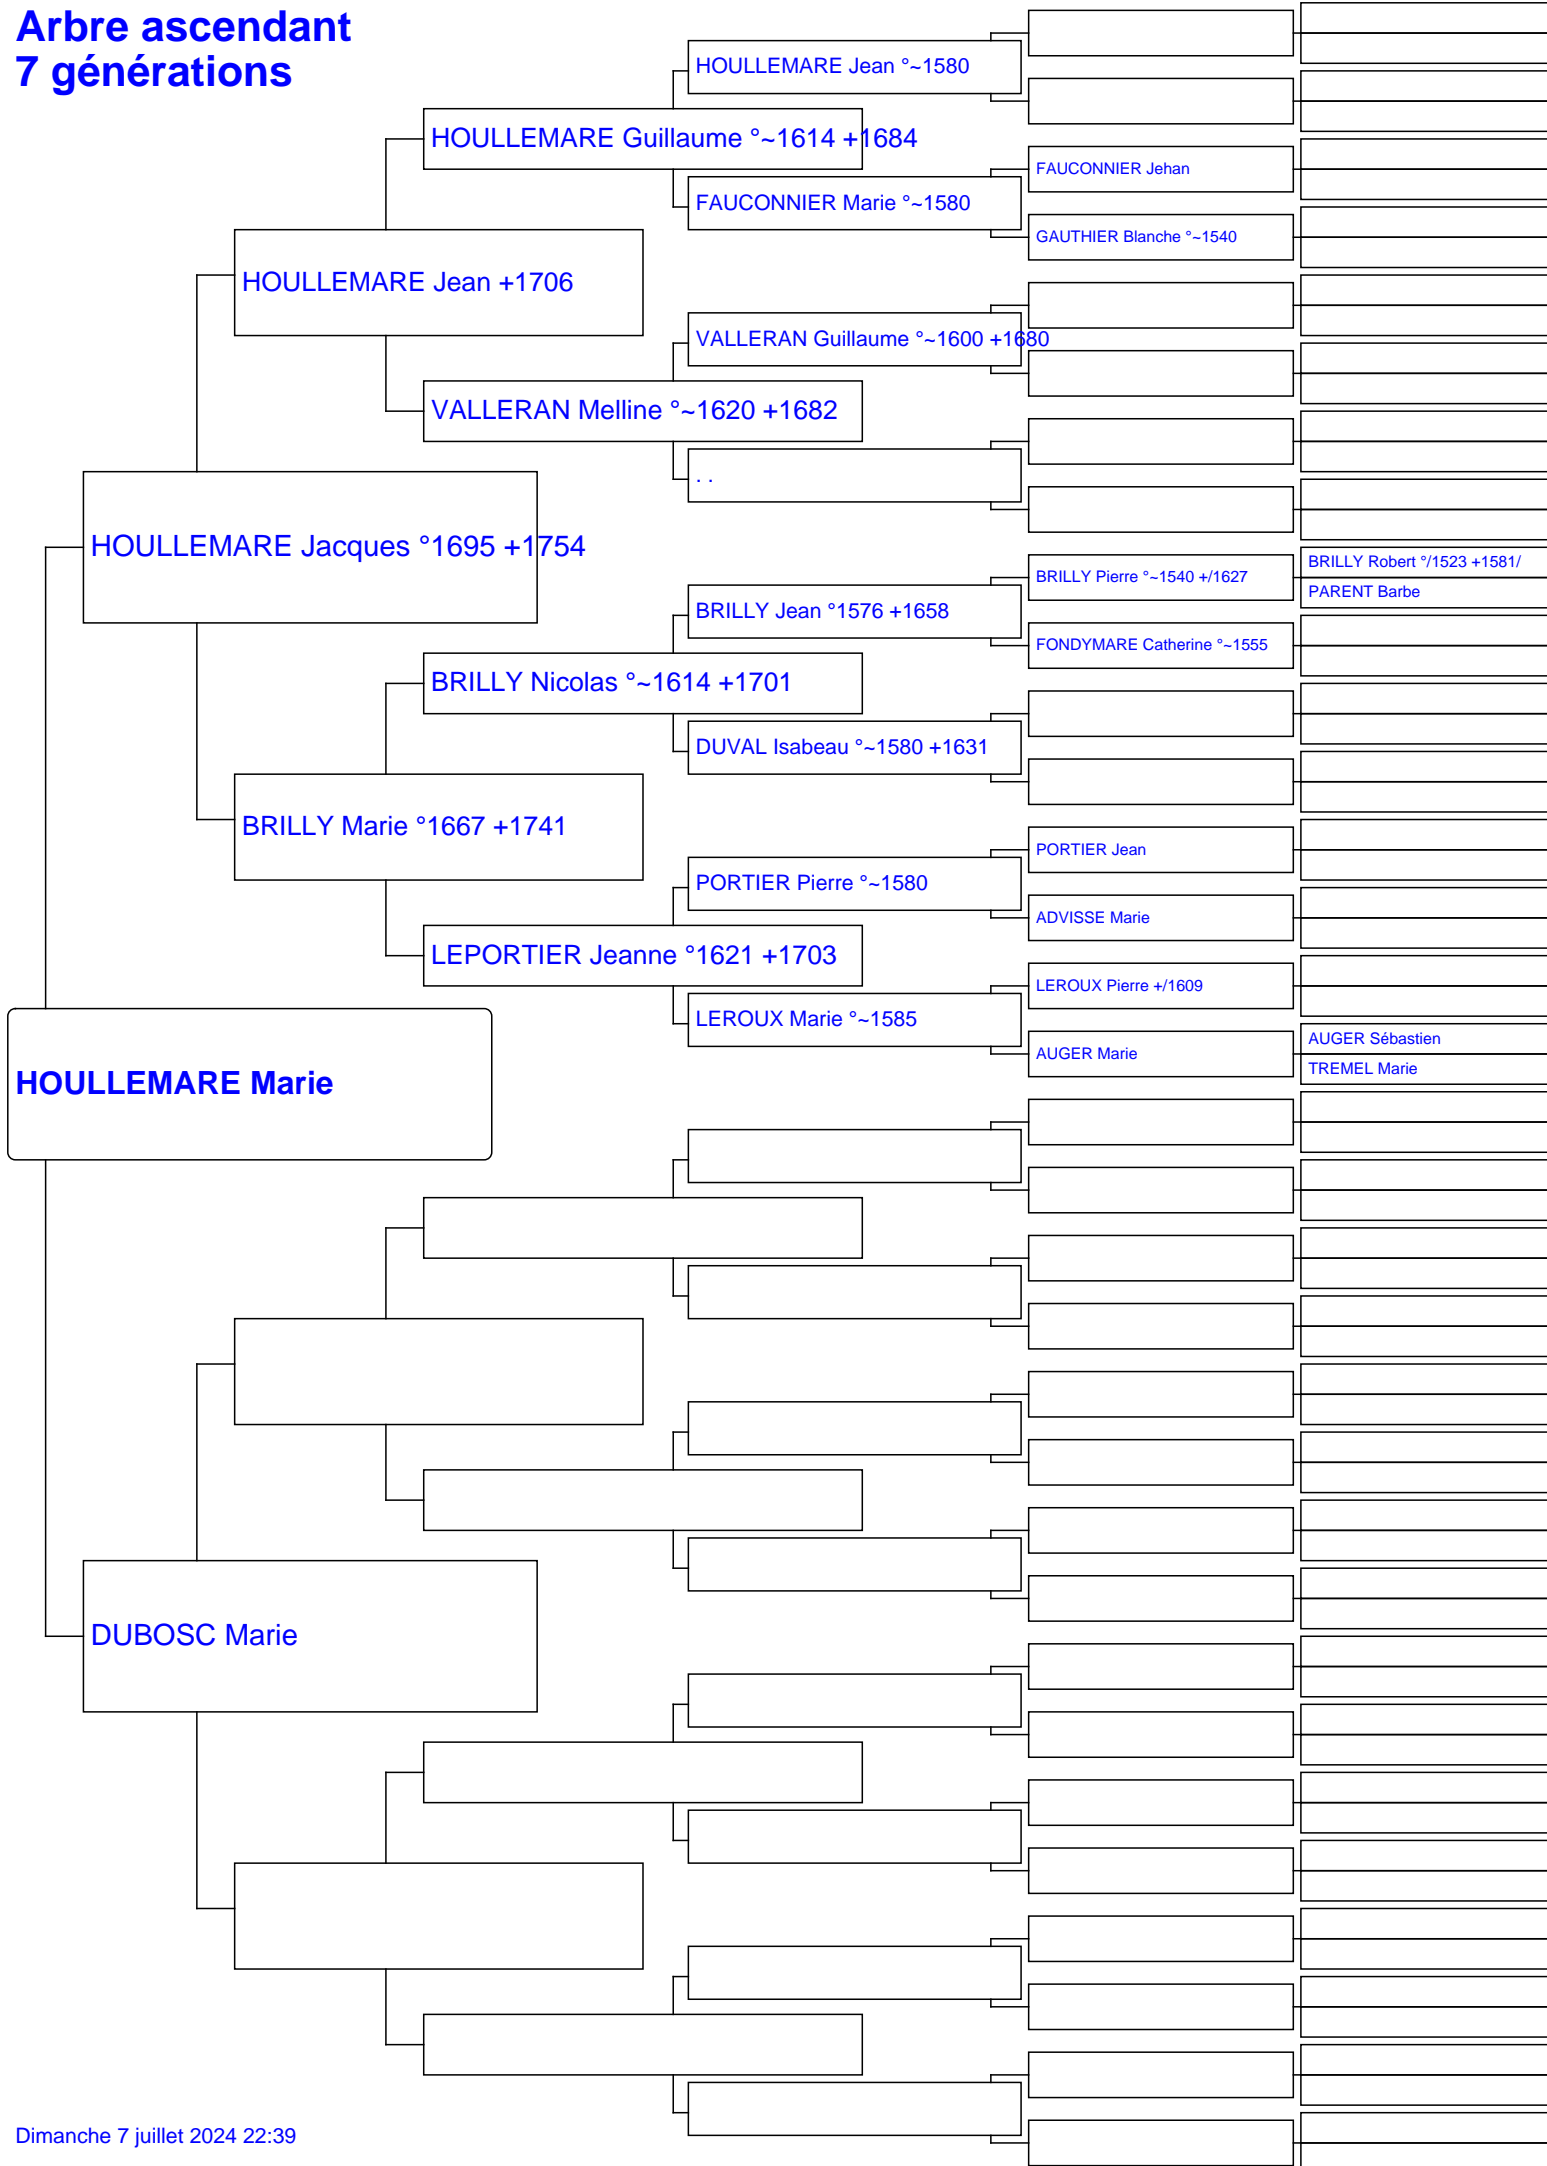 Arbre ascendant
7 générations
HOULLEMARE Jean °~1580
HOULLEMARE Guillaume °~1614 +1684
FAUCONNIER Jehan
FAUCONNIER Marie °~1580
GAUTHIER Blanche °~1540
HOULLEMARE Jean +1706
VALLERAN Guillaume °~1600 +1680
VALLERAN Melline °~1620 +1682
. .
HOULLEMARE Jacques °1695 +1754
BRILLY Robert °/1523 +1581/
BRILLY Pierre °~1540 +/1627
PARENT Barbe
BRILLY Jean °1576 +1658
FONDYMARE Catherine °~1555
BRILLY Nicolas °~1614 +1701
DUVAL Isabeau °~1580 +1631
BRILLY Marie °1667 +1741
PORTIER Jean
PORTIER Pierre °~1580
ADVISSE Marie
LEPORTIER Jeanne °1621 +1703
LEROUX Pierre +/1609
LEROUX Marie °~1585
AUGER Sébastien
AUGER Marie
TREMEL Marie
HOULLEMARE Marie
DUBOSC Marie
Dimanche 7 juillet 2024 22:39